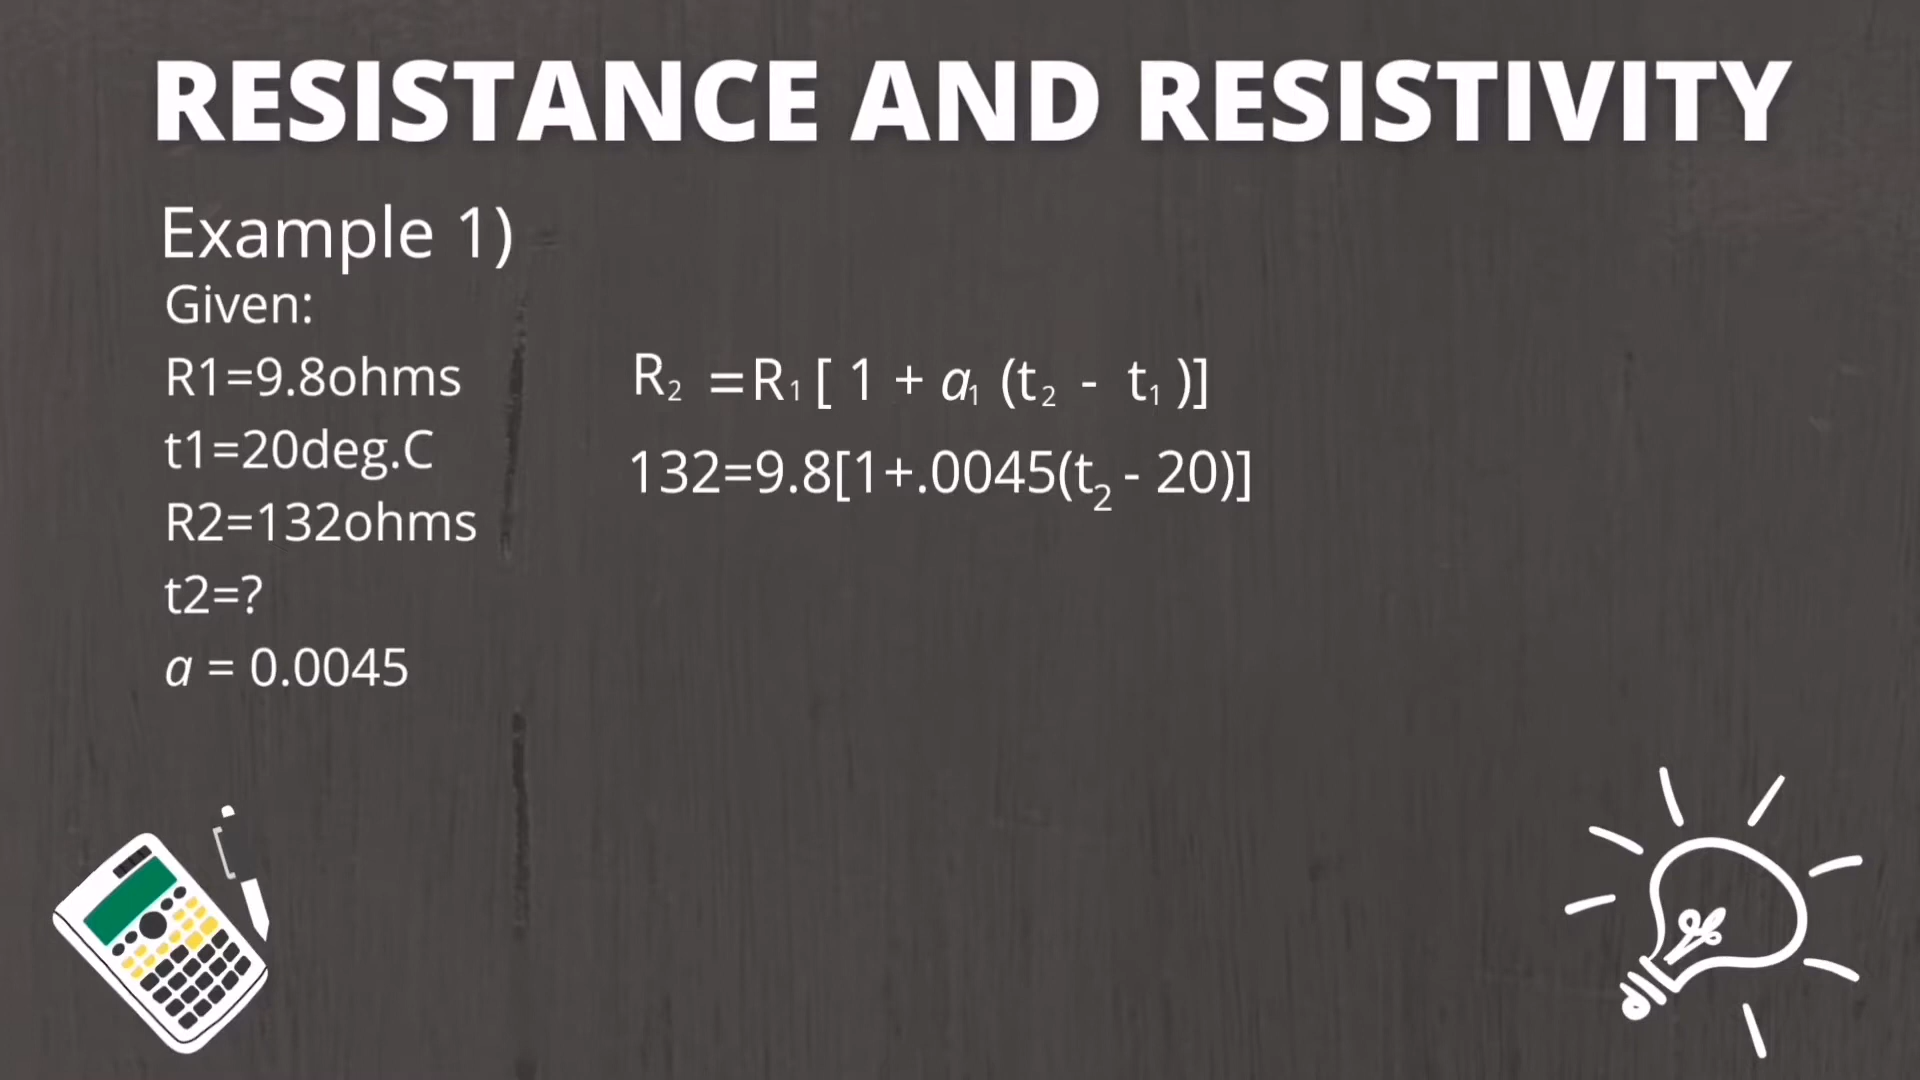 RESISTANCE AND RESISTIVITY
Example 1)
Given:
R1=9.8ohms
t1=20deg.C
R2=132ohms
t2=?
a = 0.0045
R₂ =R₁ [ 1 + a₁ (t₂ - t₁ )]
132=9.8[1+.0045(t₂ - 20)]